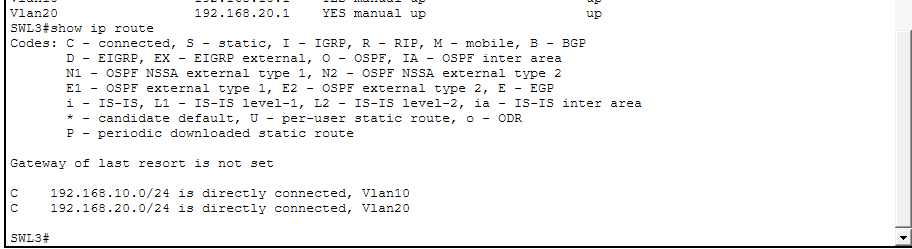 Vlan20                 192.168.20.1    YES manual up                    up
SWL3#show ip route
Codes: C - connected, S - static, I - IGRP, R - RIP, M - mobile, B - BGP
       D - EIGRP, EX - EIGRP external, O - OSPF, IA - OSPF inter area
       N1 - OSPF NSSA external type 1, N2 - OSPF NSSA external type 2
       E1 - OSPF external type 1, E2 - OSPF external type 2, E - EGP
       i - IS-IS, L1 - IS-IS level-1, L2 - IS-IS level-2, ia - IS-IS inter area
       * - candidate default, U - per-user static route, o - ODR
       P - periodic downloaded static route

Gateway of last resort is not set

C    192.168.10.0/24 is directly connected, Vlan10
C    192.168.20.0/24 is directly connected, Vlan20

SWL3#